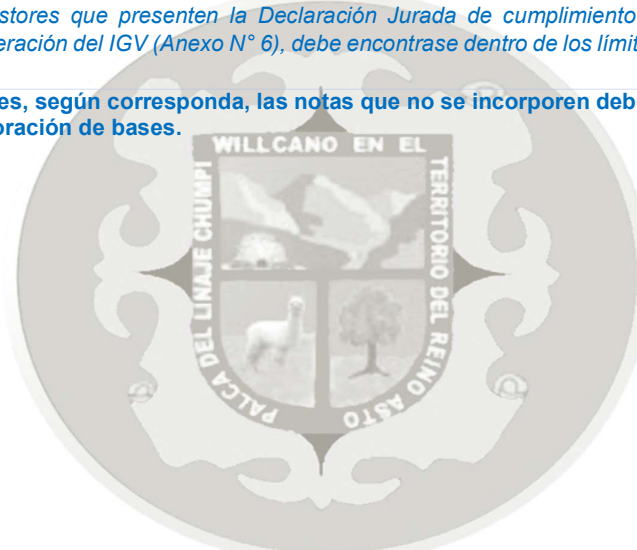 stores que presenten la Declaración Jurada de cumplimiento
eración del IGV (Anexo N° 6), debe encontrase dentro de los límit
es, según corresponda, las notas que no se incorporen deb
oración de bases.
WILLCANO EN EL
TERRITORIO DEL REINO ASTO
PALCA DEL LINAJE CHUMPI